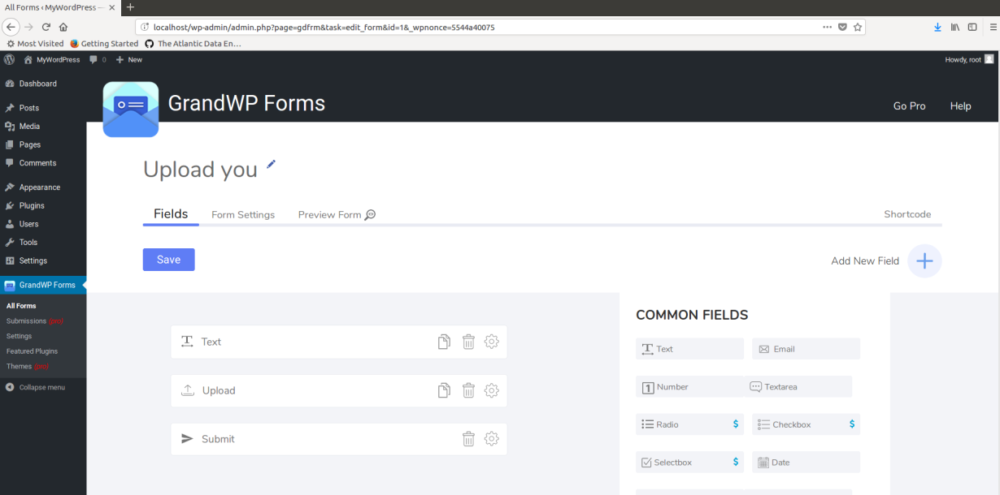 All Forms ‹ MyWordPress —
localhost/wp-admin/admin.php?page=gdfrm&task=edit_form&id=1&_wpnonce=5544a40075
Most Visited Getting Started The Atlantic Data En…
MyWordPress 0 New Howdy, root
Dashboard
Posts
Media
Pages
Comments
Appearance
Plugins
Users
Tools
Settings
GrandWP Forms
All Forms
Submissions (pro)
Settings
Featured Plugins
Themes (pro)
Collapse menu
GrandWP Forms
Go Pro Help
Upload you
Fields Form Settings Preview Form Shortcode
Save Add New Field
Text
Upload
Submit
COMMON FIELDS
Text Email
Number Textarea
Radio $ Checkbox $
Selectbox $ Date